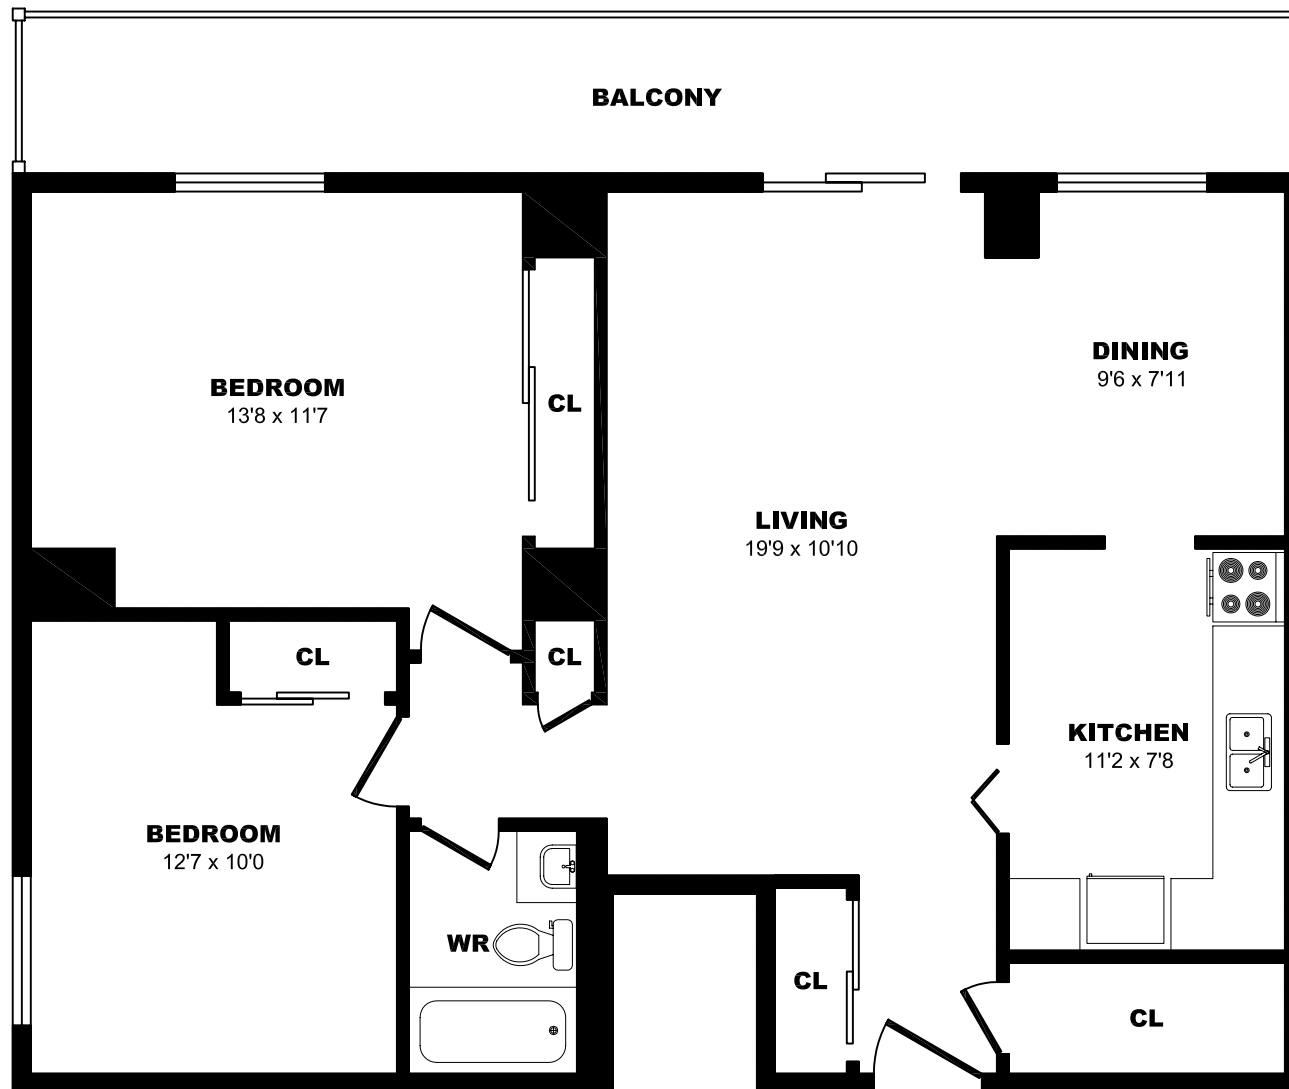 BALCONY
BEDROOM
13'8 x 11'7
CL
DINING
9'6 x 7'11
LIVING
19'9 x 10'10
CL
CL
KITCHEN
11'2 x 7'8
BEDROOM
12'7 x 10'0
WR
CL
CL